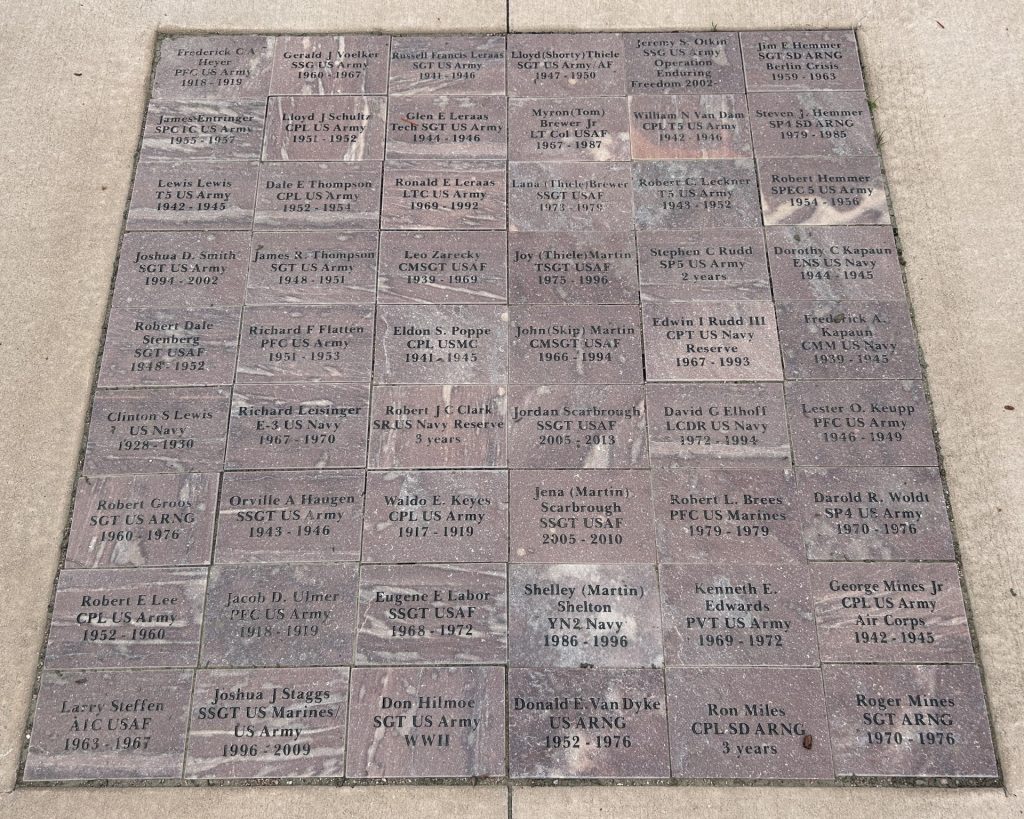 Frederick C A
Heyer
PFC US Army
1918 - 1919
Gerald J Voelker
SSG US Army
1960 - 1967
Russell Francis Leraas
SGT US Army
1941 - 1946
Lloyd(Shorty)Thiele
SGT US Army/AF
1947 - 1950
Jeremy S. Otkin
SSG US Army
Operation
Enduring
Freedom 2002-
Jim E Hemmer
SGT SD ARNG
Berlin Crisis
1959 - 1963
James Entringer
SPC TC US Army
1955 - 1957
Lloyd J Schultz
CPL US Army
1951 - 1952
Glen E Leraas
Tech SGT US Army
1944 - 1946
Myron(Tom)
Brewer Jr
LT Col USAF
1967 - 1987
William N Van Dam
CPL T5 US Army
1942 - 1946
Steven J. Hemmer
SP4 SD ARNG
1979 - 1985
Lewis Lewis
T5 US Army
1942 - 1945
Dale E Thompson
CPL US Army
1952 - 1954
Ronald E Leraas
LTC US Army
1969 - 1992
Lana (Thiele)Brewer
SSGT USAF
1973 - 1979
Robert C. Leckner
T5 US Army
1943 - 1952
Robert Hemmer
SPEC 5 US Army
1954 - 1956
Joshua D. Smith
SGT US Army
1994 - 2002
James R. Thompson
SGT US Army
1948 - 1951
Leo Zarecky
CMSGT USAF
1939 - 1969
Joy (Thiele)Martin
TSGT USAF
1975 - 1996
Stephen C Rudd
SP5 US Army
2 years
Dorothy C Kapaun
ENS US Navy
1944 - 1945
Robert Dale
Stenberg
SGT USAF
1948 - 1952
Richard F Flatten
PFC US Army
1951 - 1953
Eldon S. Poppe
CPL USMC
1941 - 1945
John(Skip) Martin
CMSGT USAF
1966 - 1994
Edwin I Rudd III
CPT US Navy
Reserve
1967 - 1993
Frederick A.
Kapaun
CMM US Navy
1939 - 1945
Clinton S Lewis
US Navy
1928 - 1930
Richard Leisinger
E-3 US Navy
1967 - 1970
Robert J C Clark
SR US Navy Reserve
3 years
Jordan Scarbrough
SSGT USAF
2005 - 2013
David G Elhoff
LCDR US Navy
1972 - 1994
Lester O. Keupp
PFC US Army
1946 - 1949
Robert Groos
SGT US ARNG
1960 - 1976
Orville A Haugen
SSGT US Army
1943 - 1946
Waldo E. Keyes
CPL US Army
1917 - 1919
Jena (Martin)
Scarbrough
SSGT USAF
2005 - 2010
Robert L. Brees
PFC US Marines
1979 - 1979
Darold R. Woldt
SP4 US Army
1970 - 1976
Robert E Lee
CPL US Army
1952 - 1960
Jacob D. Ulmer
PFC US Army
1918 - 1919
Eugene E Labor
SSGT USAF
1968 - 1972
Shelley (Martin)
Shelton
YN2 Navy
1986 - 1996
Kenneth E.
Edwards
PVT US Army
1969 - 1972
George Mines Jr
CPL US Army
Air Corps
1942 - 1945
Larry Steffen
A1C USAF
1963 - 1967
Joshua J Staggs
SSGT US Marines/
US Army
1996 - 2009
Don Hilmoe
SGT US Army
WWII
Donald E. Van Dyke
US ARNG
1952 - 1976
Ron Miles
CPL SD ARNG
3 years
Roger Mines
SGT ARNG
1970 - 1976